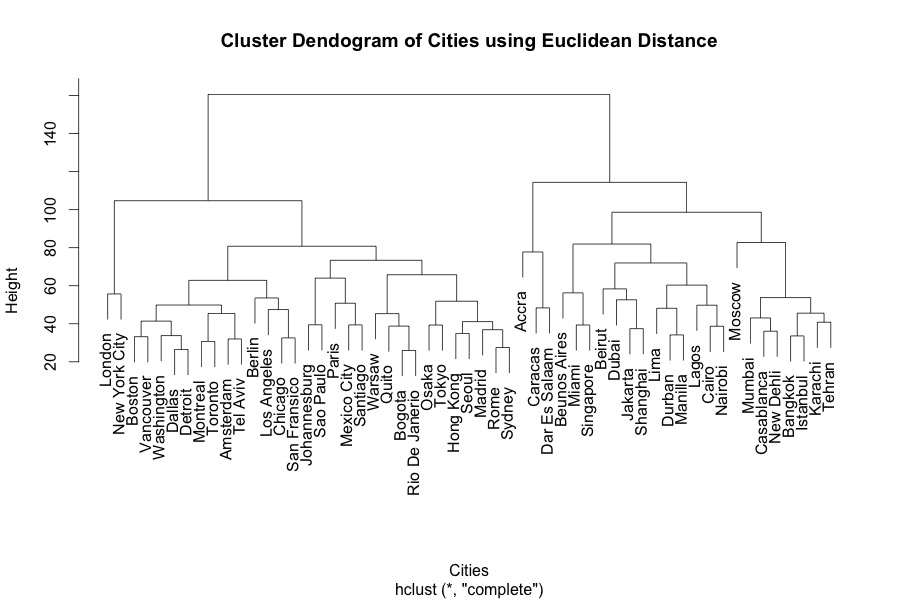 Cluster Dendogram of Cities using Euclidean Distance
Height
140
100
80
60
40
20
London
New York City
Boston
Vancouver
Washington
Dallas
Detroit
Montreal
Toronto
Amsterdam
Tel Aviv
Berlin
Los Angeles
Chicago
San Fransico
Johannesburg
Sao Paulo
Paris
Mexico City
Santiago
Warsaw
Quito
Bogota
Rio De Janerio
Osaka
Tokyo
Hong Kong
Seoul
Madrid
Rome
Sydney
Accra
Caracas
Dar Es Salaam
Beunos Aires
Miami
Singapore
Beirut
Dubai
Jakarta
Shanghai
Lima
Durban
Manilla
Lagos
Cairo
Nairobi
Moscow
Mumbai
Casablanca
New Dehli
Bangkok
Istanbul
Karachi
Tehran
Cities
hclust (*, "complete")